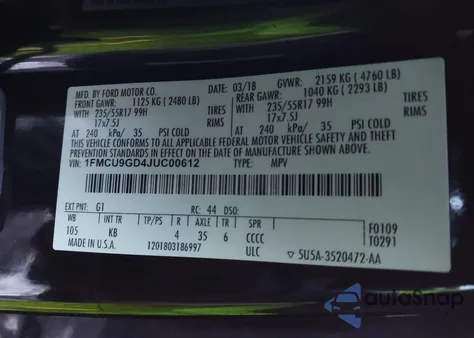 MFD. BY FORD MOTOR CO. 03/18 GVWR: 2159 KG ( 4760 LB)
FRONT GAWR: 1125 KG ( 2480 LB) REAR GAWR: 1040 KG ( 2293 LB)
WITH 235/55R17 99H TIRES WITH 235/55R17 99H TIRES
17x7.5J RIMS 17x7.5J RIMS
AT 240 kPa/ 35 PSI COLD AT 240 kPa/ 35 PSI COLD
THIS VEHICLE CONFORMS TO ALL APPLICABLE FEDERAL MOTOR VEHICLE SAFETY AND THEFT
PREVENTION STANDARDS IN EFFECT ON THE DATE OF MANUFACTURE SHOWN ABOVE.
VIN: 1FMCU9GD4JUC00612 TYPE: MPV
EXT PNT: G1 RC: 44 DSO: F0109
WB INT TR TP/PS R AXLE TR SPR T0291
105 KB 4 35 6 CCCC
MADE IN U.S.A. 1201803186997 ULC 5U5A-3520472-AA
autoSnap